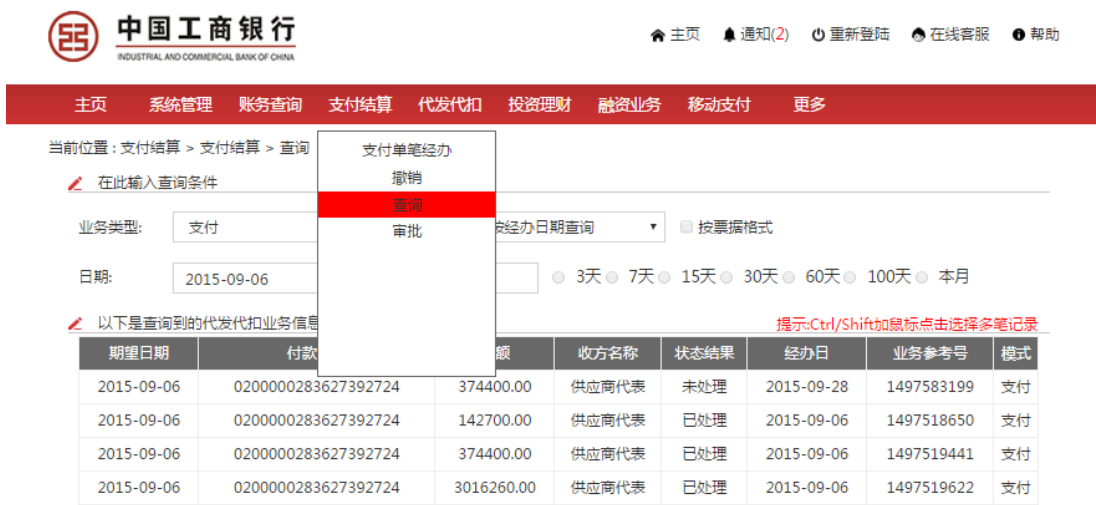 中国工商银行
INDUSTRIAL AND COMMERCIAL BANK OF CHINA
主页 通知(2) 重新登陆 在线客服 帮助
主页 系统管理 账务查询 支付结算 代发代扣 投资理财 融资业务 移动支付 更多
当前位置 : 支付结算 > 支付结算 > 查询
支付单笔经办
撤销
查询
审批
在此输入查询条件
业务类型: 支付 按经办日期查询 按票据格式
日期: 2015-09-06 3天 7天 15天 30天 60天 100天 本月
以下是查询到的代发代扣业务信息 提示:Ctrl/Shift加鼠标点击选择多笔记录
期望日期 付款 额 收方名称 状态结果 经办日 业务参考号 模式
2015-09-06 0200000283627392724 374400.00 供应商代表 未处理 2015-09-28 1497583199 支付
2015-09-06 0200000283627392724 142700.00 供应商代表 已处理 2015-09-06 1497518650 支付
2015-09-06 0200000283627392724 374400.00 供应商代表 已处理 2015-09-06 1497519441 支付
2015-09-06 0200000283627392724 3016260.00 供应商代表 已处理 2015-09-06 1497519622 支付